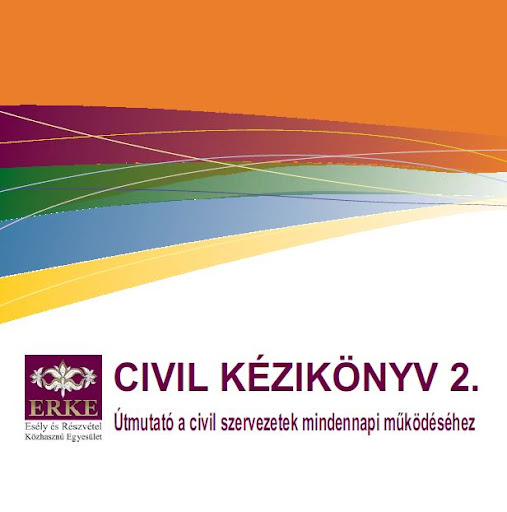 CIVIL KÉZIKÖNYV 2.
Útmutató a civil szervezetek mindennapi működéséhez
ERKE
Esély és Részvétel
Közhasznú Egyesület